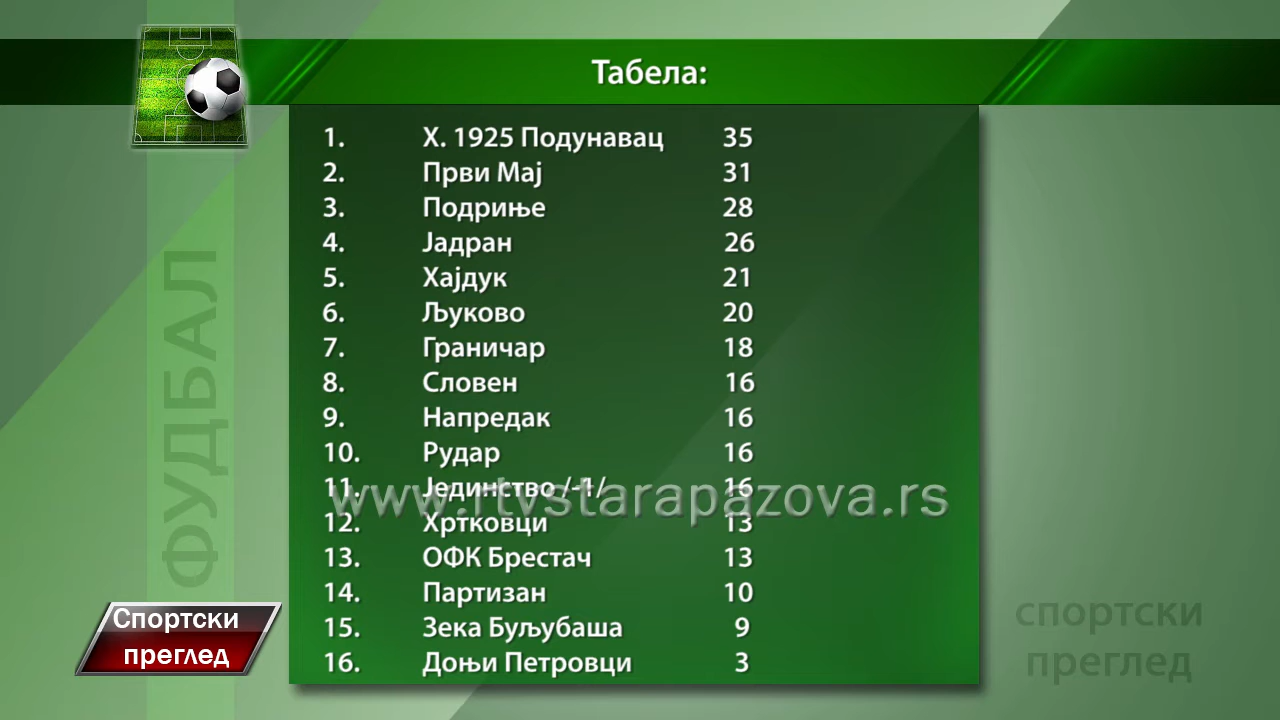 Табела:
1. Х. 1925 Подунавац 35
2. Први Мај 31
3. Подриње 28
4. Јадран 26
5. Хајдук 21
6. Љуково 20
7. Граничар 18
8. Словен 16
9. Напредак 16
10. Рудар 16
11. Јединство /-1/ 16
www.rtvstarapazova.rs
12. Хртковци 13
13. ОФК Брестач 13
14. Партизан 10
15. Зека Буљубаша 9
16. Доњи Петровци 3
ФУДБАЛ
Спортски
преглед
спортски
преглед